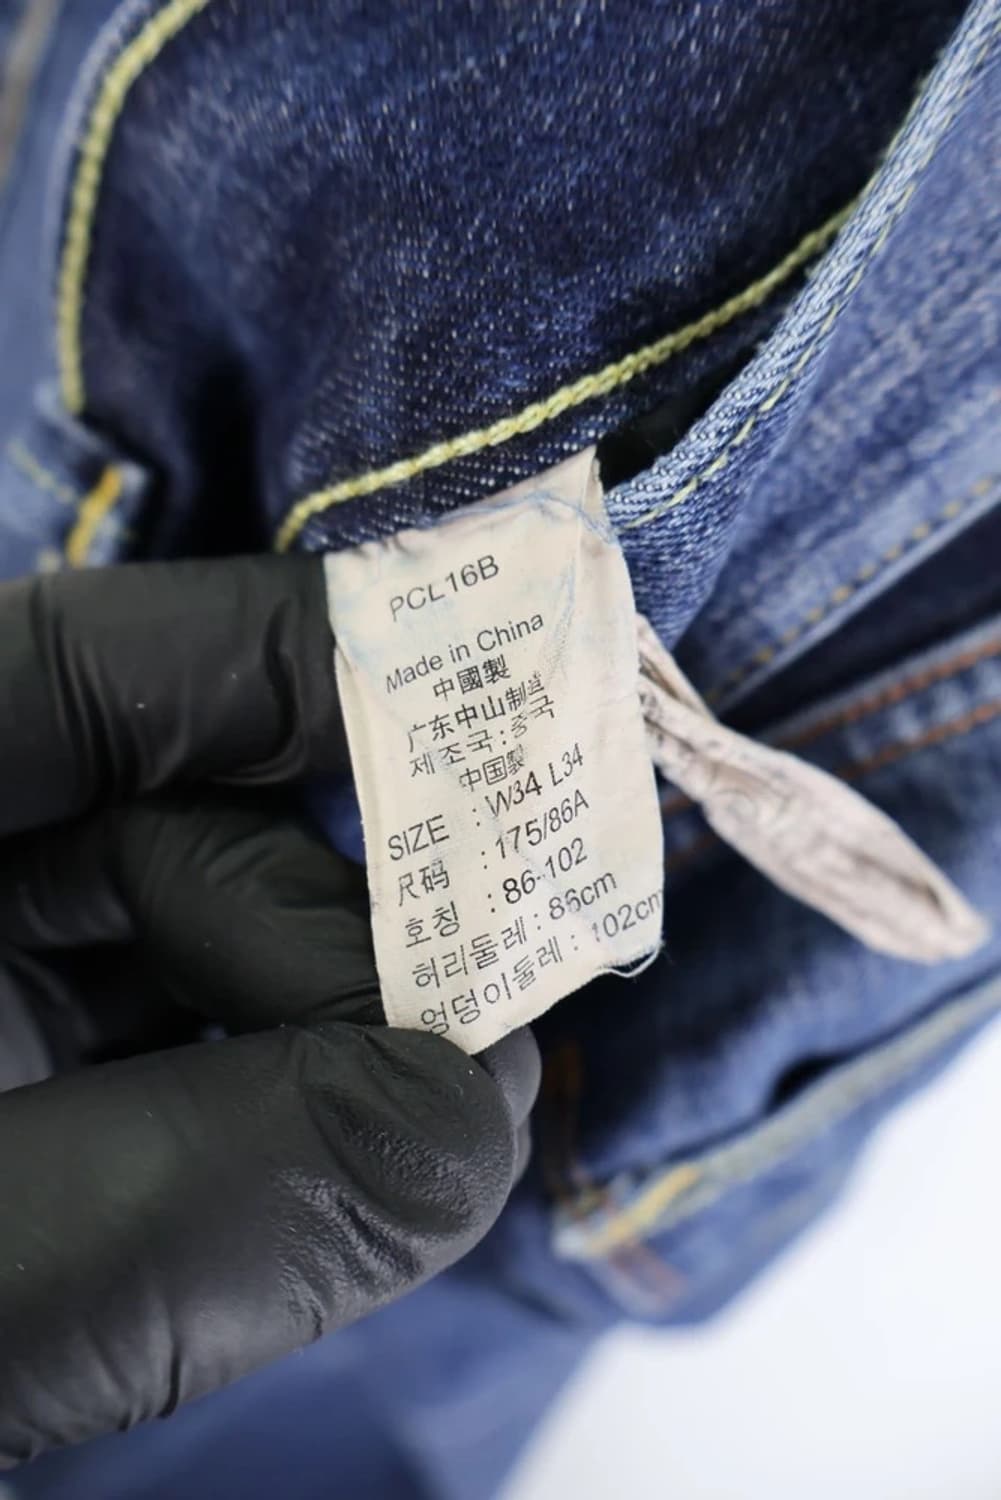 PCL16B
Made in China
中國製
广东中山制造
제조국:중국
中国製
SIZE : W34 L34
尺码 : 175/86A
호칭 : 86-102
허리둘레 : 86cm
엉덩이둘레 : 102cm